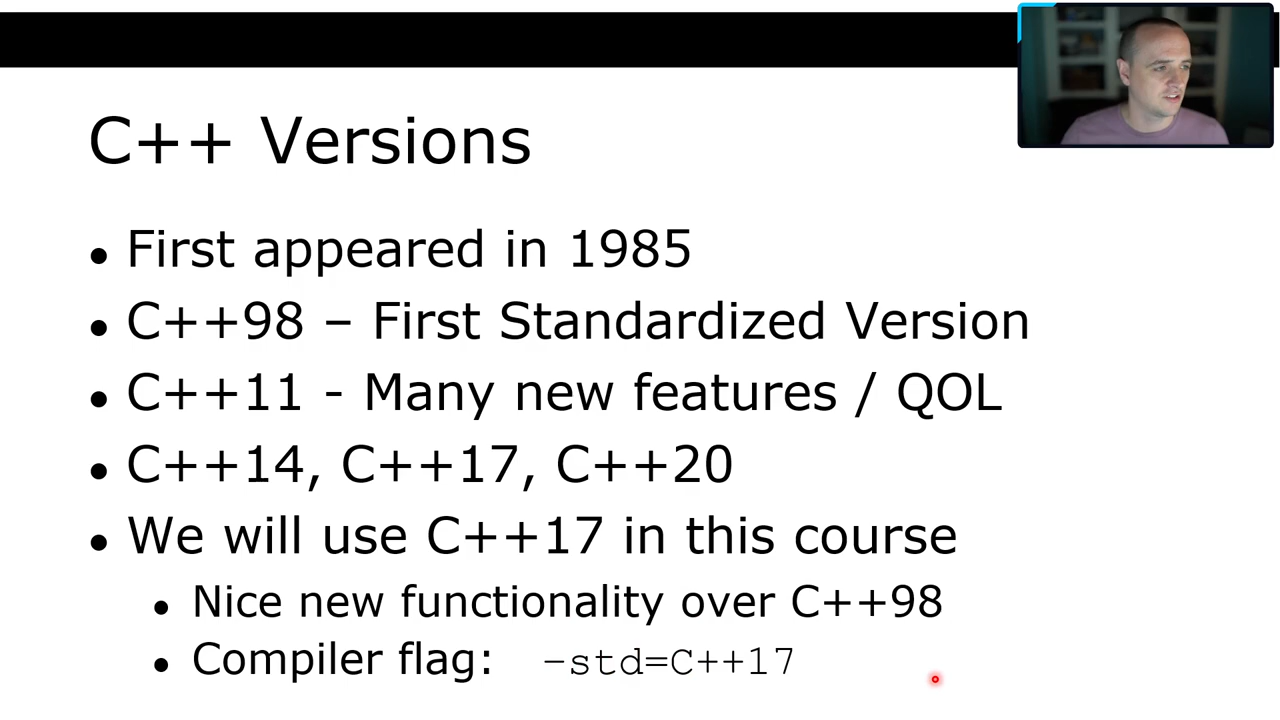 C++ Versions
● First appeared in 1985
● C++98 – First Standardized Version
● C++11 - Many new features / QOL
● C++14, C++17, C++20
● We will use C++17 in this course
● Nice new functionality over C++98
● Compiler flag: –std=C++17